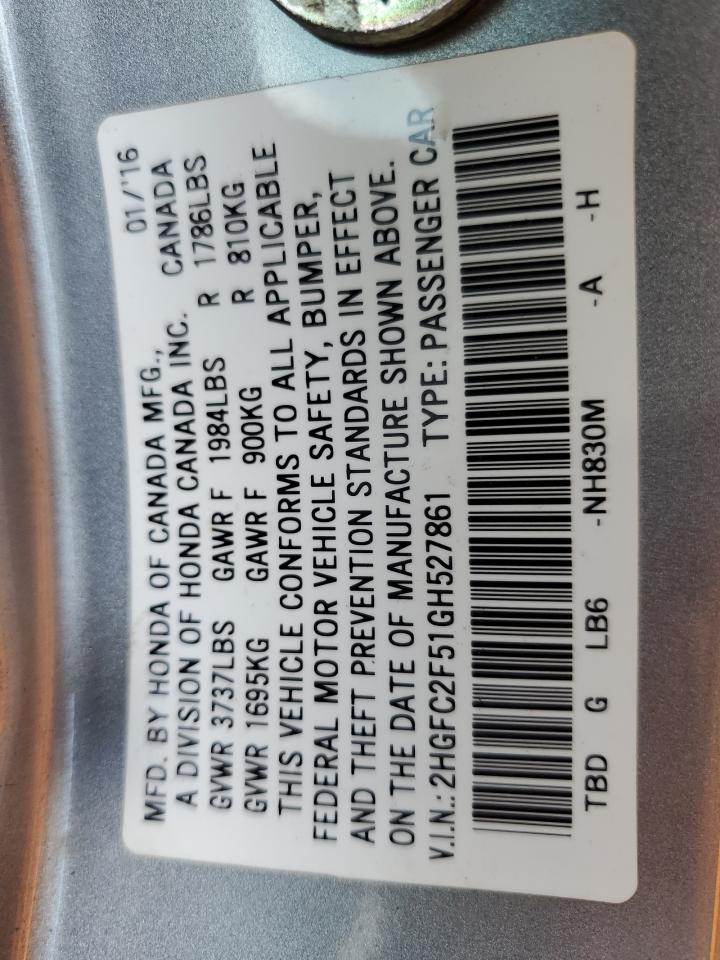 MFD. BY HONDA OF CANADA MFG., 01/'16
A DIVISION OF HONDA CANADA INC. CANADA
GVWR 3737LBS GAWR F 1984LBS R 1786LBS
GVWR 1695KG GAWR F 900KG R 810KG
THIS VEHICLE CONFORMS TO ALL APPLICABLE
FEDERAL MOTOR VEHICLE SAFETY, BUMPER,
AND THEFT PREVENTION STANDARDS IN EFFECT
ON THE DATE OF MANUFACTURE SHOWN ABOVE.
V.I.N.: 2HGFC2F51GH527861 TYPE: PASSENGER CAR
TBD G LB6 -NH830M -A -H